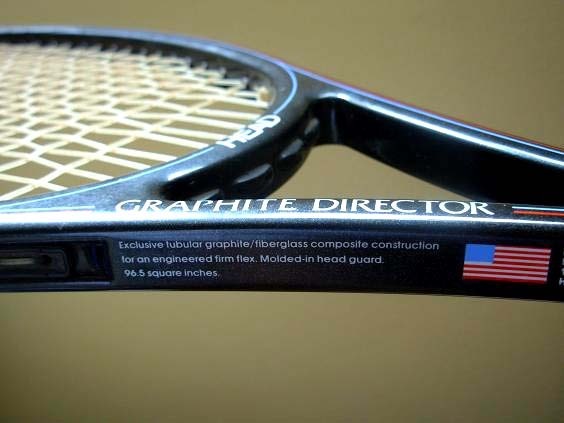 HEAD
GRAPHITE DIRECTOR
Exclusive tubular graphite/fiberglass composite construction
for an engineered firm flex. Molded-in head guard.
96.5 square inches.